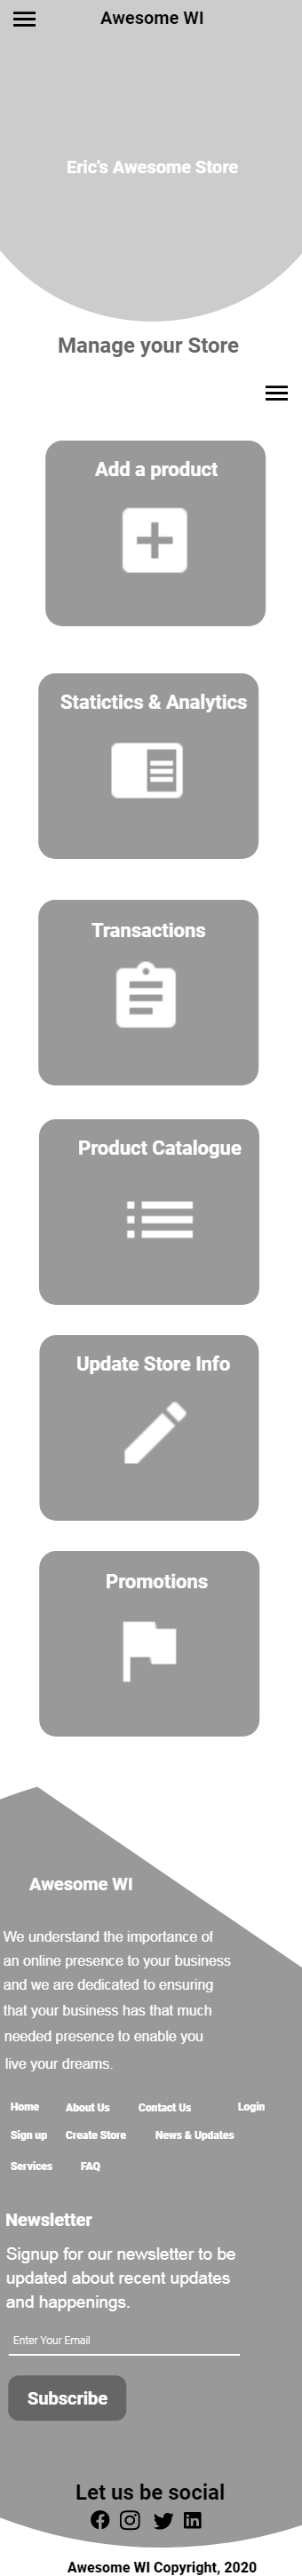 Awesome WI
Eric's Awesome Store
Manage your Store
Add a product
Statictics & Analytics
Transactions
Product Catalogue
Update Store Info
Promotions
Awesome WI
We understand the importance of
an online presence to your business
and we are dedicated to ensuring
that your business has that much
needed presence to enable you
live your dreams.
Home About Us Contact Us Login
Sign up Create Store News & Updates
Services FAQ
Newsletter
Signup for our newsletter to be
updated about recent updates
and happenings.
Enter Your Email
Subscribe
Let us be social
Awesome WI Copyright, 2020